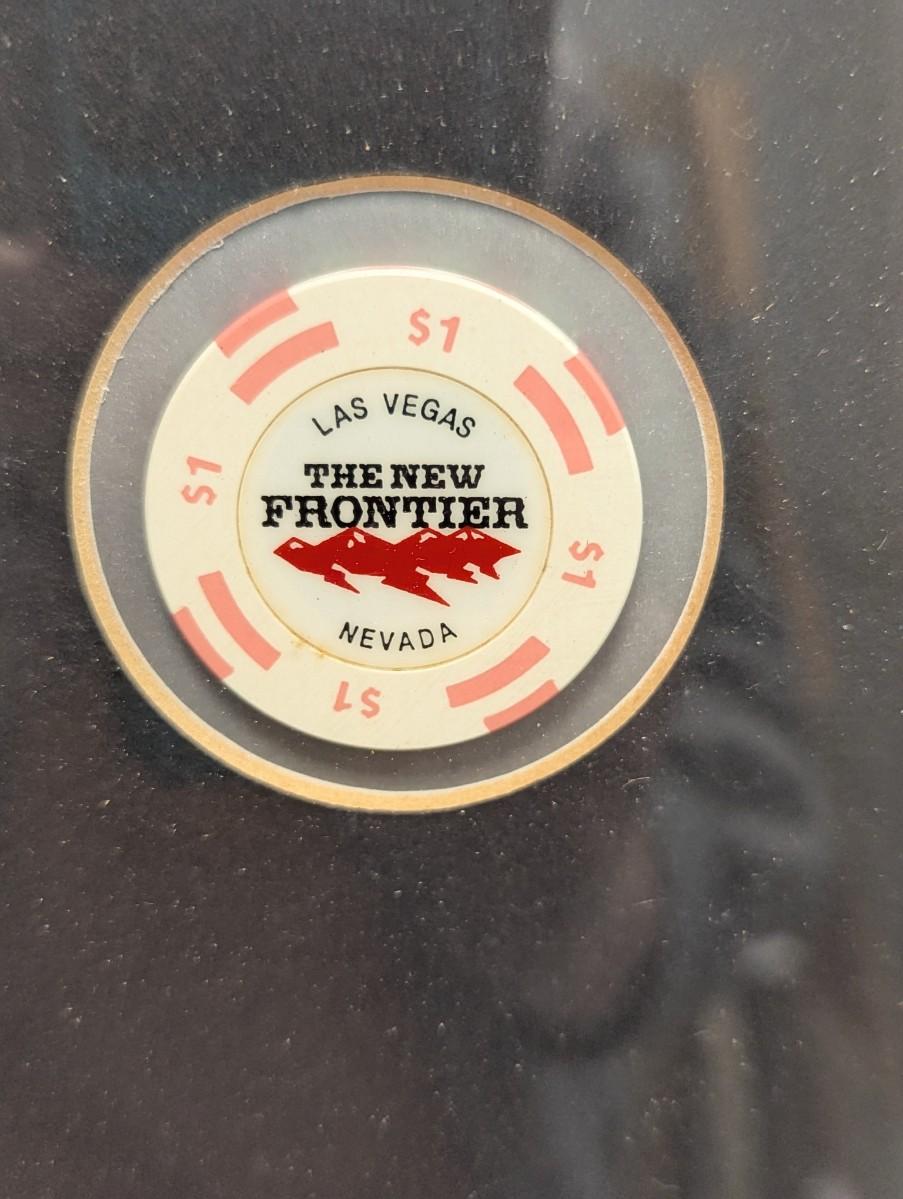 $1
LAS VEGAS
$1
THE NEW
FRONTIER
$1
NEVADA
$1